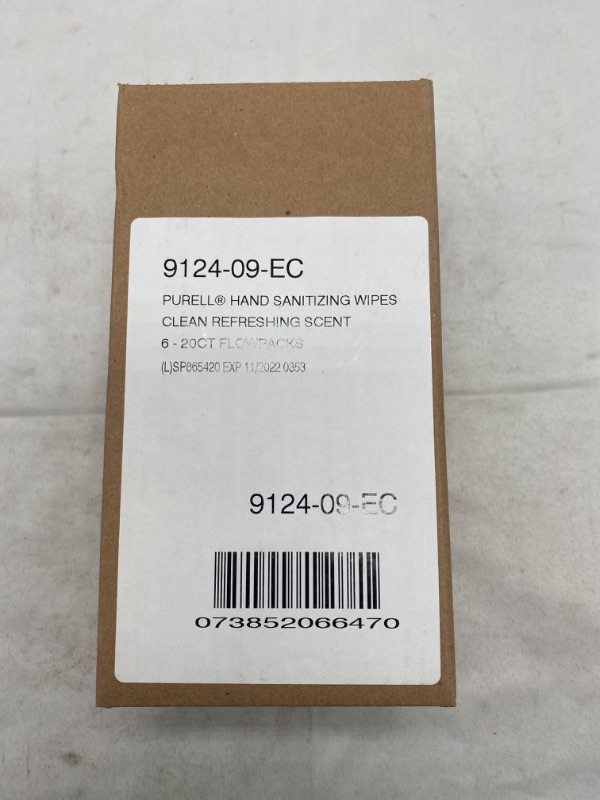 9124-09-EC
PURELL® HAND SANITIZING WIPES
CLEAN REFRESHING SCENT
6 - 20CT FLOWPACKS
(L)SP865420 EXP 11/2022 0353
9124-09-EC
073852066470